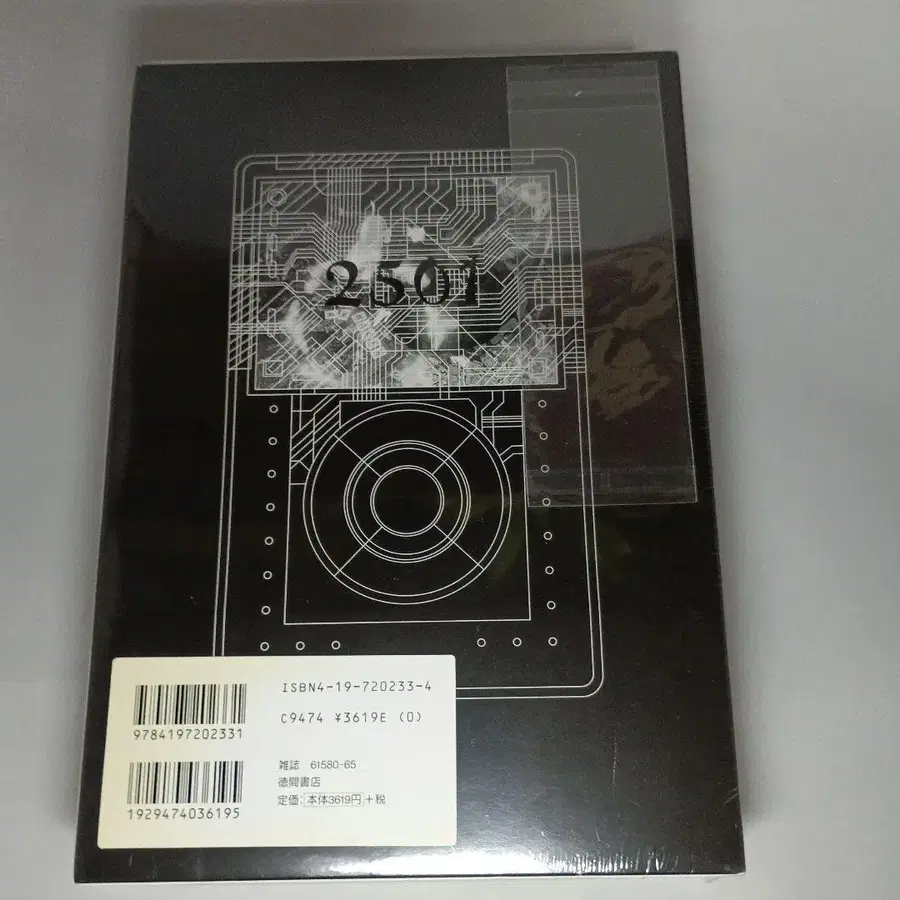 2501
ISBN4-19-720233-4
C9474 ¥3619E (0)
9784197202331
雑誌 61580-65
徳間書店
定価: 本体3619円 +税
1929474036195